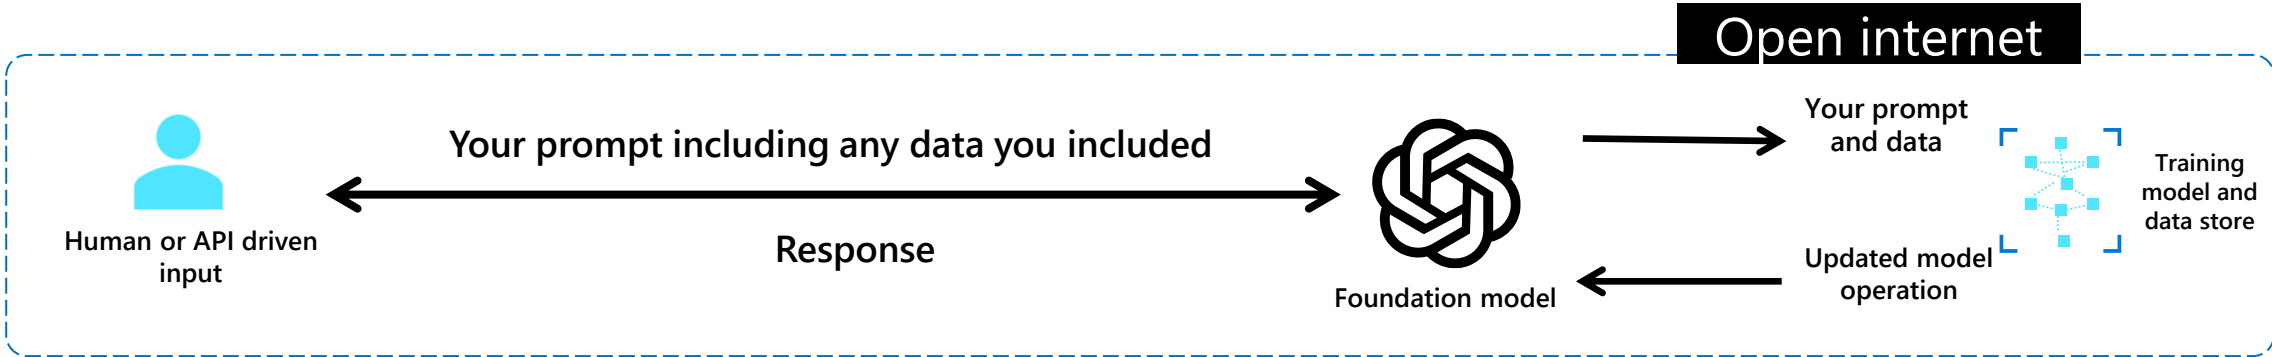 Open internet
Your prompt including any data you included
Response
Human or API driven
input
Foundation model
Your prompt
and data
Updated model
operation
Training
model and
data store